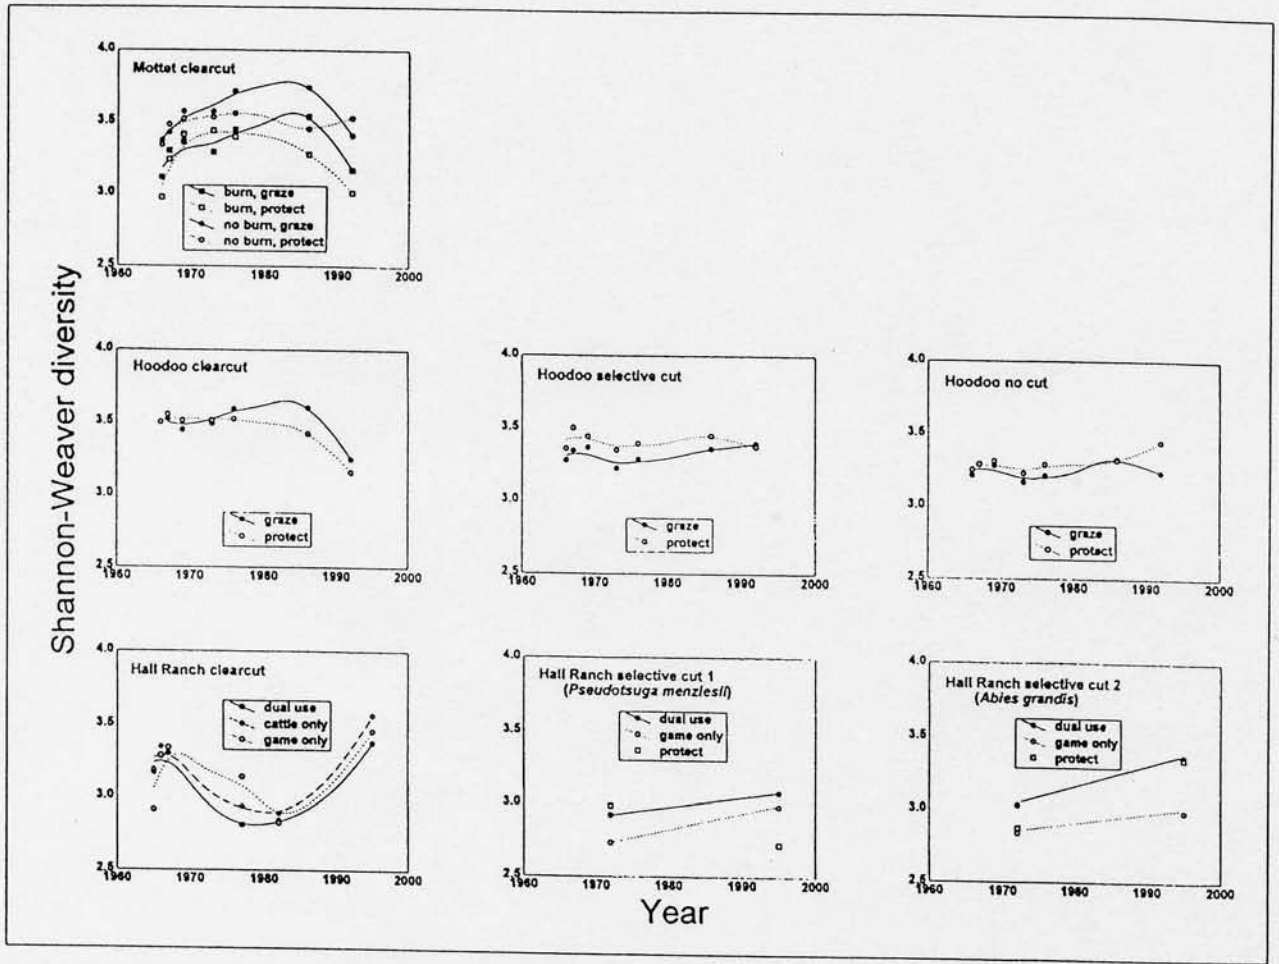 Shannon-Weaver diversity
4.0
3.5
3.0
2.5
Mottet clearcut
burn, graze
burn, protect
no burn, graze
no burn, protect
1960 1970 1980 1990 2000
4.0
3.5
3.0
2.5
Hoodoo clearcut
graze
protect
1960 1970 1980 1990 2000
4.0
3.5
3.0
2.5
Hoodoo selective cut
graze
protect
1960 1970 1980 1990 2000
4.0
3.5
3.0
2.5
Hoodoo no cut
graze
protect
1960 1970 1980 1990 2000
4.0
3.5
3.0
2.5
Hall Ranch clearcut
dual use
cattle only
game only
1960 1970 1980 1990 2000
4.0
3.5
3.0
2.5
Hall Ranch selective cut 1
(Pseudotsuga menziesii)
dual use
game only
protect
1960 1970 1980 1990 2000
4.0
3.5
3.0
2.5
Hall Ranch selective cut 2
(Abies grandis)
dual use
game only
protect
1960 1970 1980 1990 2000
Year